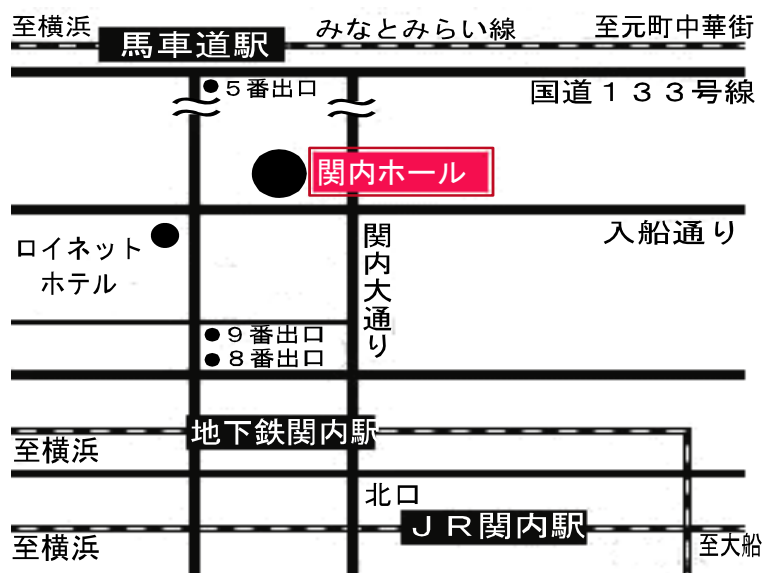 至横浜
馬車道駅
みなとみらい線
至元町中華街
5番出口
国道133号線
関内ホール
入船通り
ロイネット
ホテル
関内大通り
9番出口
8番出口
地下鉄関内駅
至横浜
北口
JR関内駅
至横浜
至大船